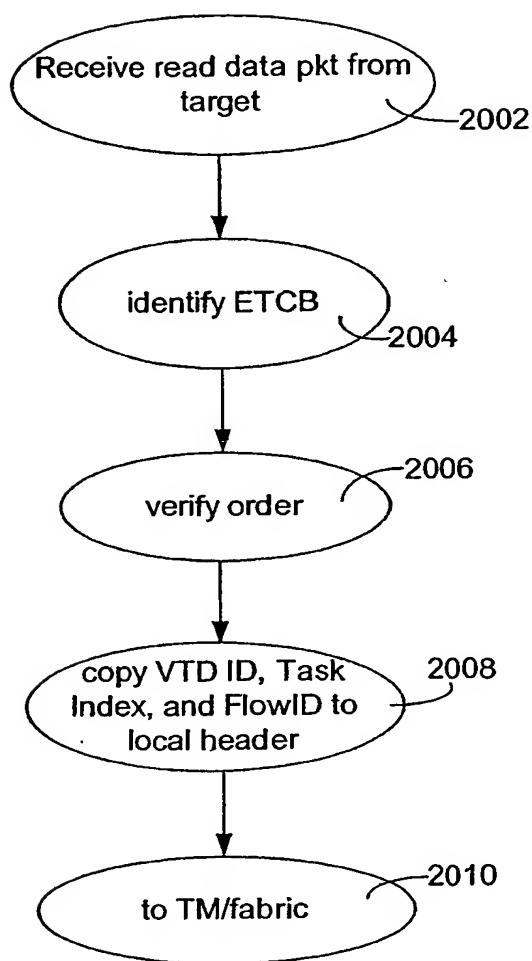 Receive read data pkt from
target
2002
identify ETCB
2004
2006
verify order
copy VTD ID, Task
Index, and FlowID to
local header
2008
2010
to TM/fabric